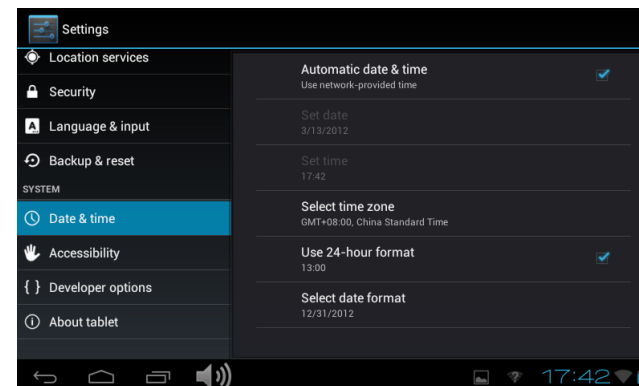 Settings
Location services
Security
Language & input
Backup & reset
SYSTEM
Date & time
Accessibility
{ } Developer options
About tablet
Automatic date & time
Use network-provided time
Set date
3/13/2012
Set time
17:42
Select time zone
GMT+08:00, China Standard Time
Use 24-hour format
13:00
Select date format
12/31/2012
17:42